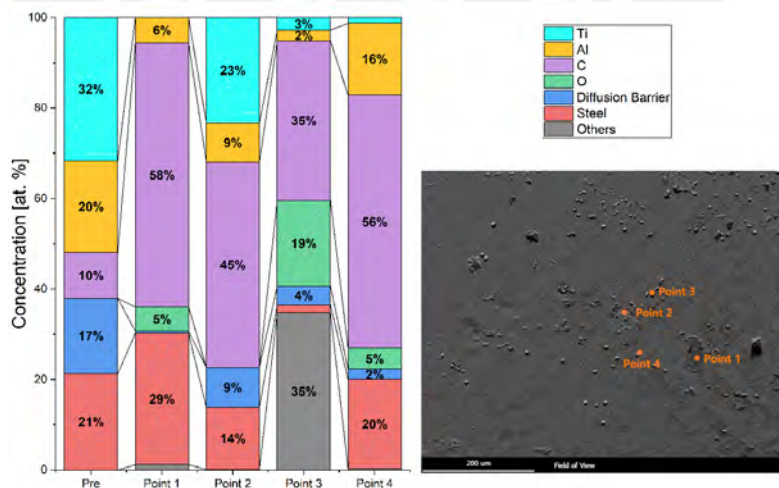 Concentration [at. %]
100
80
60
40
20
0
32%
20%
10%
17%
21%
6%
58%
5%
29%
23%
9%
45%
9%
14%
3%
2%
35%
19%
4%
35%
16%
56%
5%
2%
20%
Pre
Point 1
Point 2
Point 3
Point 4
Ti
Al
C
O
Diffusion Barrier
Steel
Others
Point 3
Point 2
Point 4
Point 1
200 um
Field of View